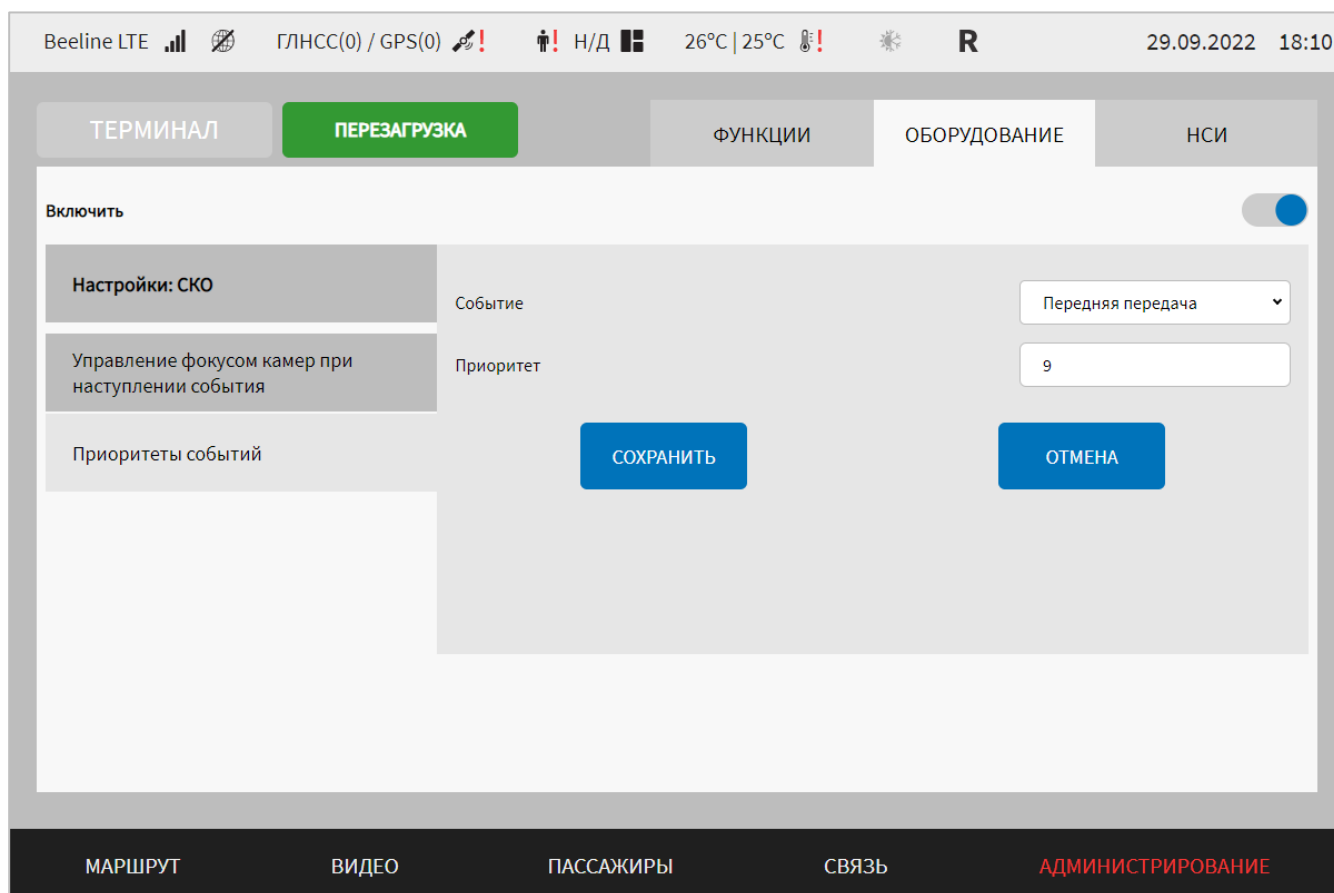 Beeline LTE ГЛНСС(0) / GPS(0) ! ! Н/Д 26°C | 25°C ! R 29.09.2022 18:10
ТЕРМИНАЛ ПЕРЕЗАГРУЗКА ФУНКЦИИ ОБОРУДОВАНИЕ НСИ
Включить
Настройки: СКО
Событие Передняя передача
Управление фокусом камер при
наступлении события
Приоритет 9
Приоритеты событий
СОХРАНИТЬ ОТМЕНА
МАРШРУТ ВИДЕО ПАССАЖИРЫ СВЯЗЬ АДМИНИСТРИРОВАНИЕ